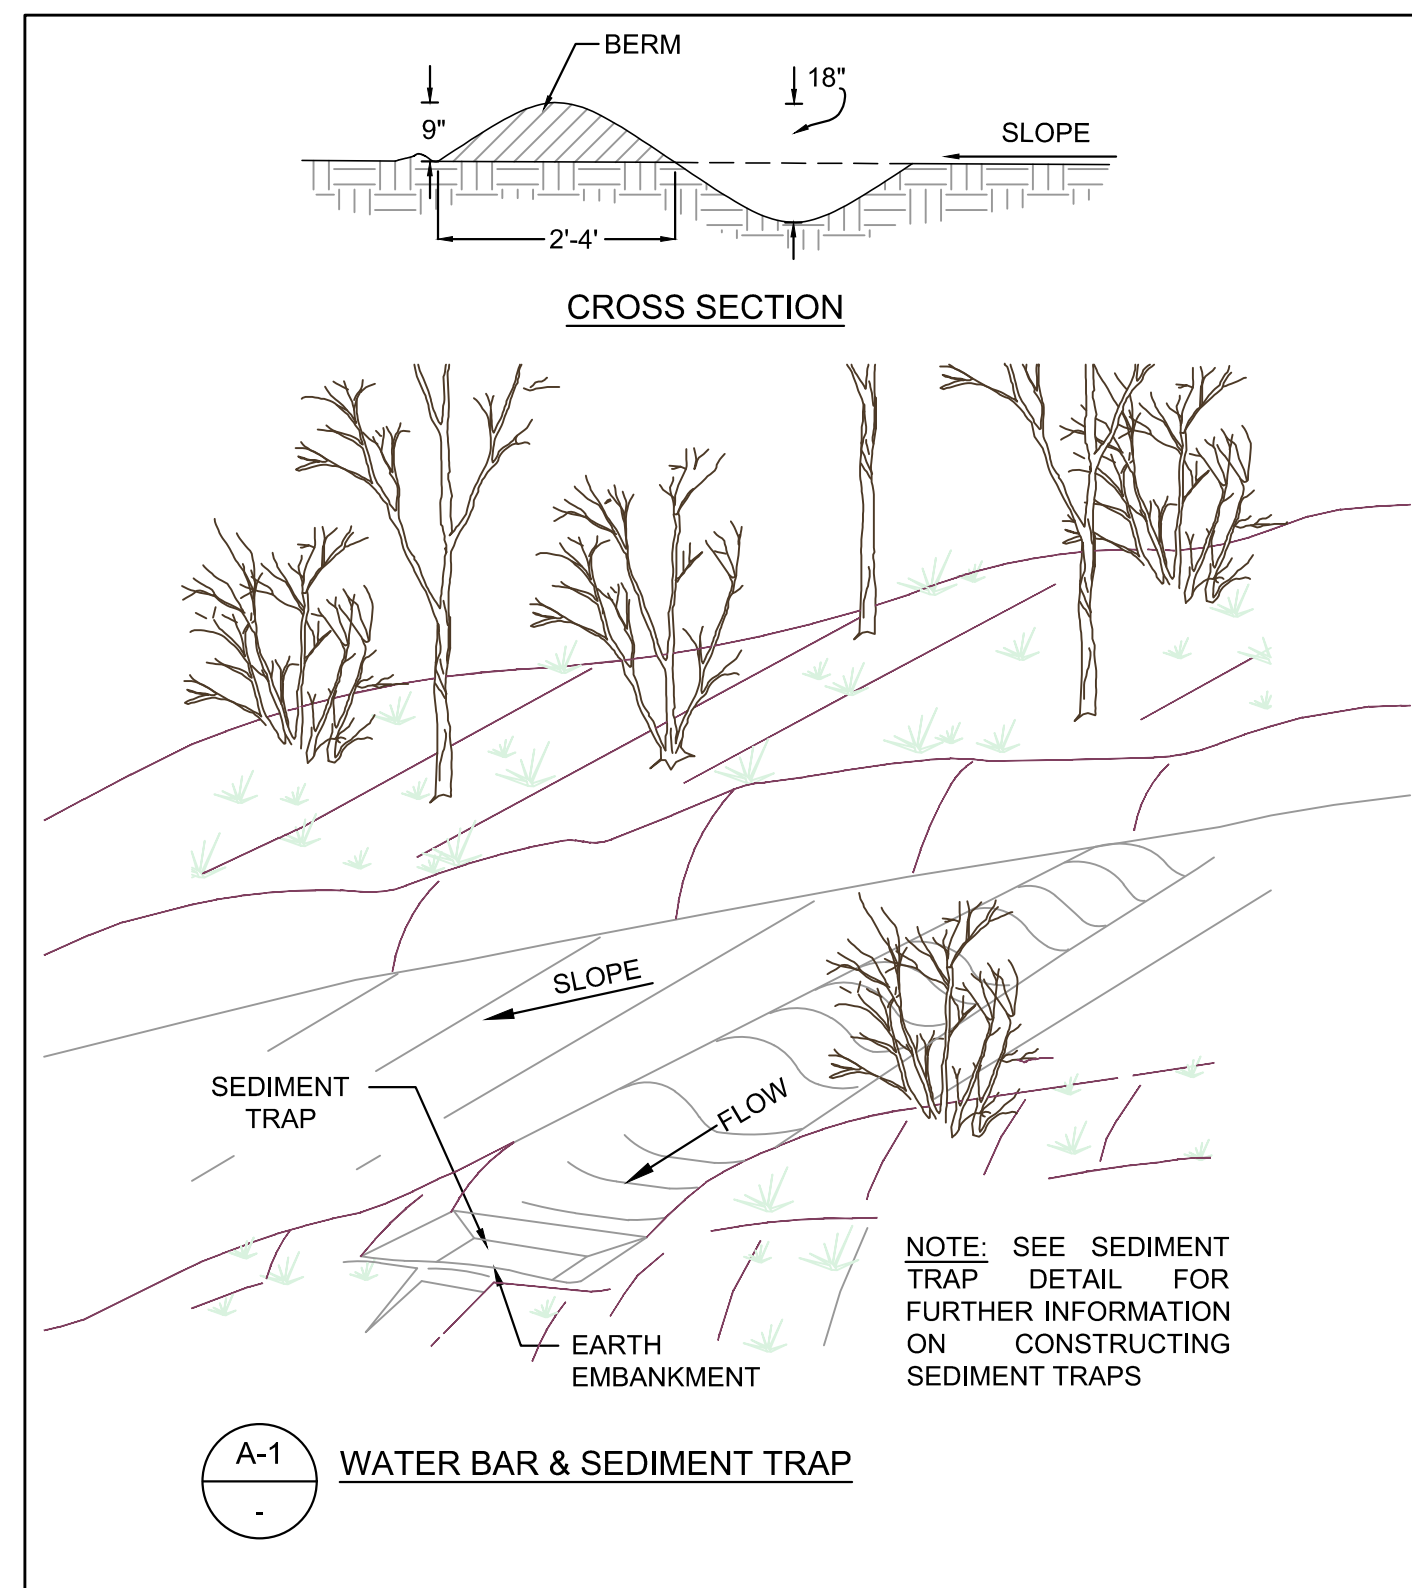 BERM
18"
9"
SLOPE
2'-4'
CROSS SECTION
SLOPE
SEDIMENT
TRAP
FLOW
NOTE: SEE SEDIMENT
TRAP DETAIL FOR
FURTHER INFORMATION
ON CONSTRUCTING
SEDIMENT TRAPS
EARTH
EMBANKMENT
A-1
-
WATER BAR & SEDIMENT TRAP